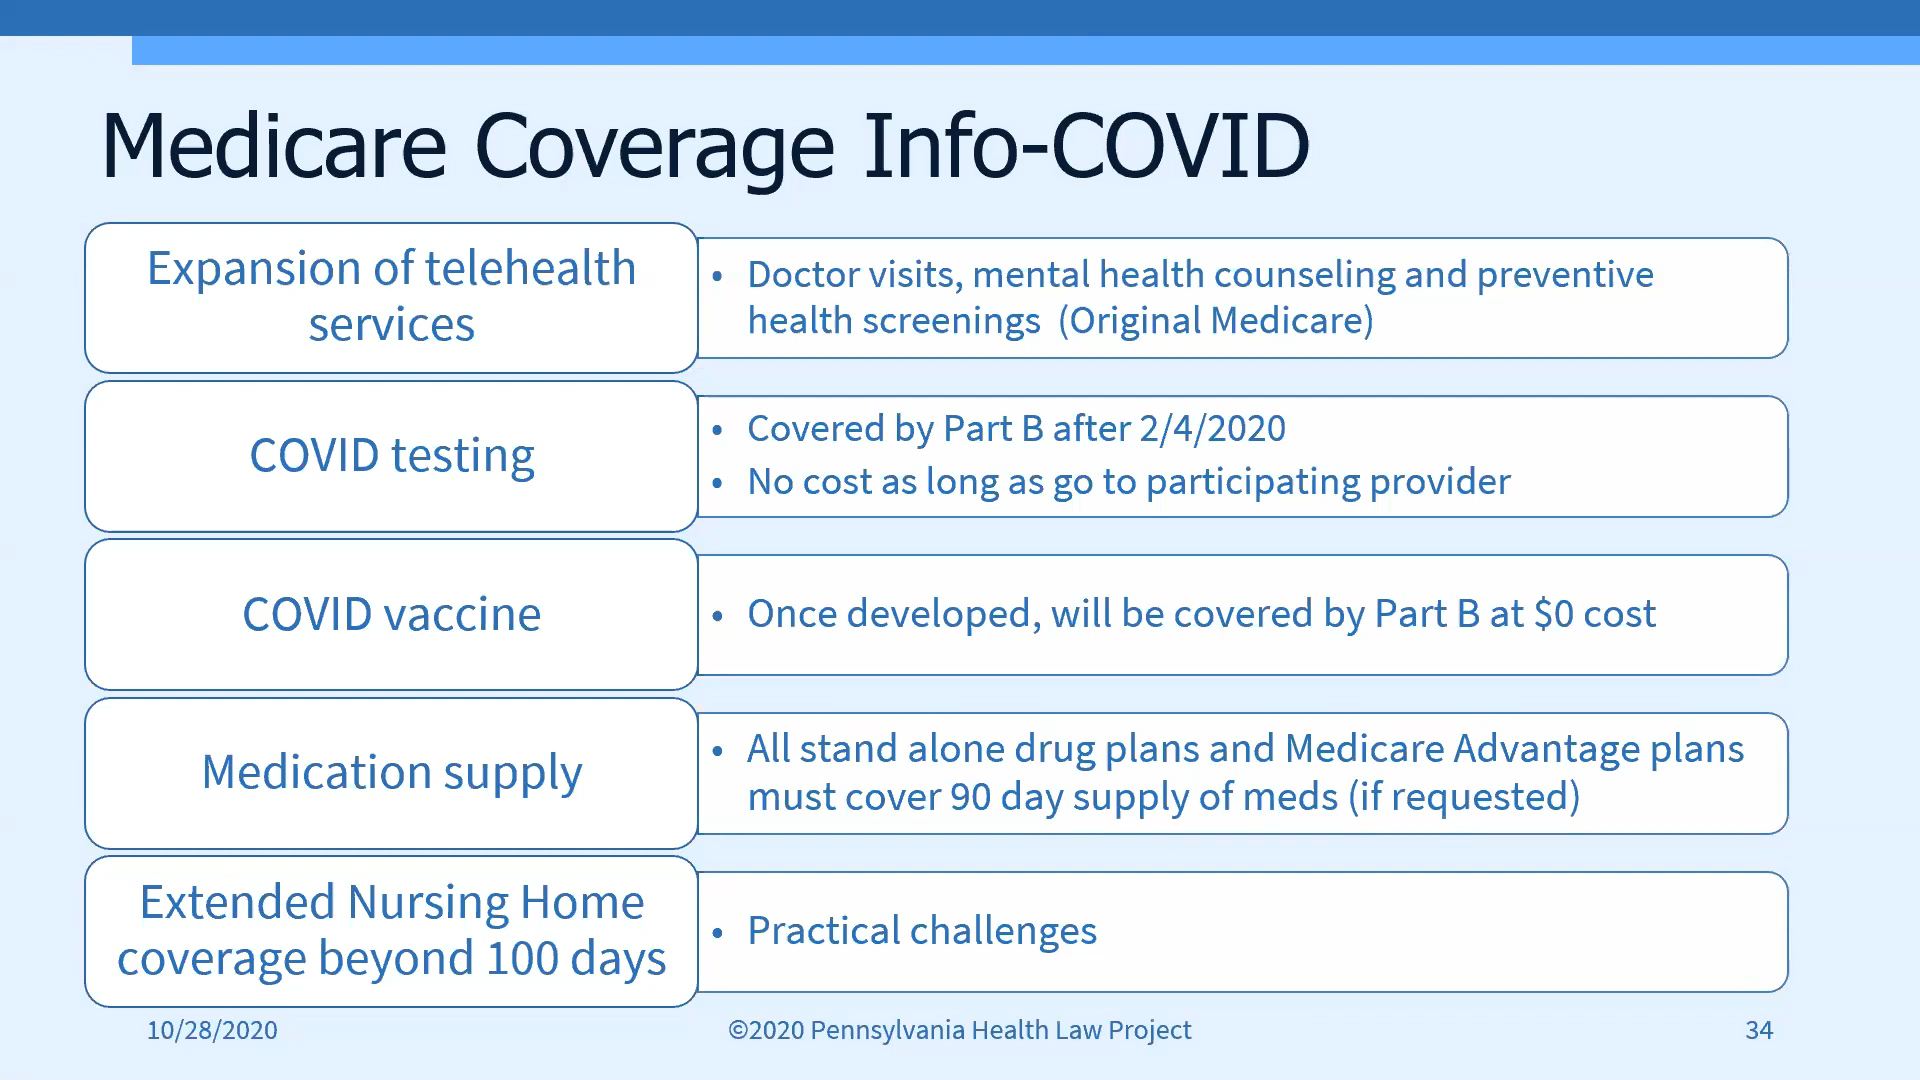 Medicare Coverage Info-COVID
Expansion of telehealth
services
• Doctor visits, mental health counseling and preventive
health screenings (Original Medicare)
COVID testing
• Covered by Part B after 2/4/2020
• No cost as long as go to participating provider
COVID vaccine
• Once developed, will be covered by Part B at $0 cost
Medication supply
• All stand alone drug plans and Medicare Advantage plans
must cover 90 day supply of meds (if requested)
Extended Nursing Home
coverage beyond 100 days
• Practical challenges
10/28/2020
©2020 Pennsylvania Health Law Project
34